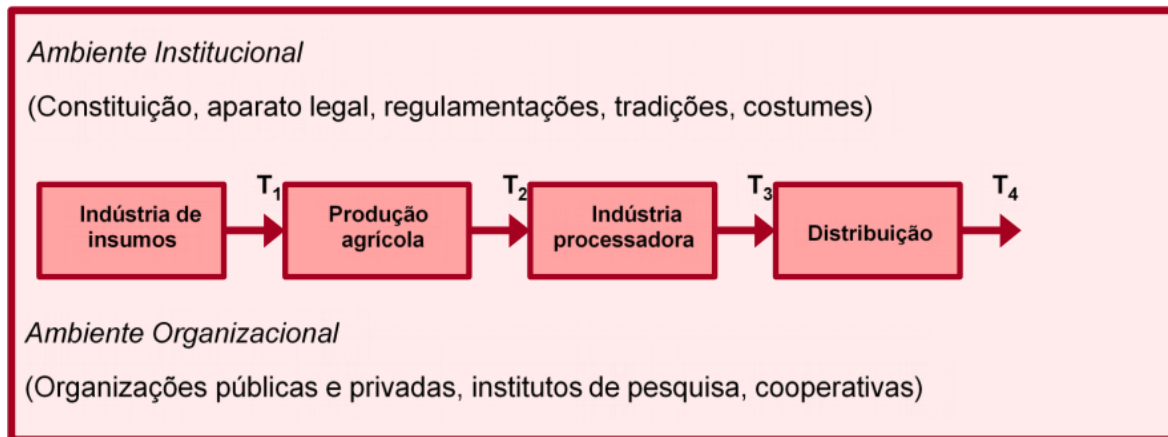 Ambiente Institucional
(Constituição, aparato legal, regulamentações, tradições, costumes)
T1
T2
T3
T4
Indústria de
insumos
Produção
agrícola
Indústria
processadora
Distribuição
Ambiente Organizacional
(Organizações públicas e privadas, institutos de pesquisa, cooperativas)